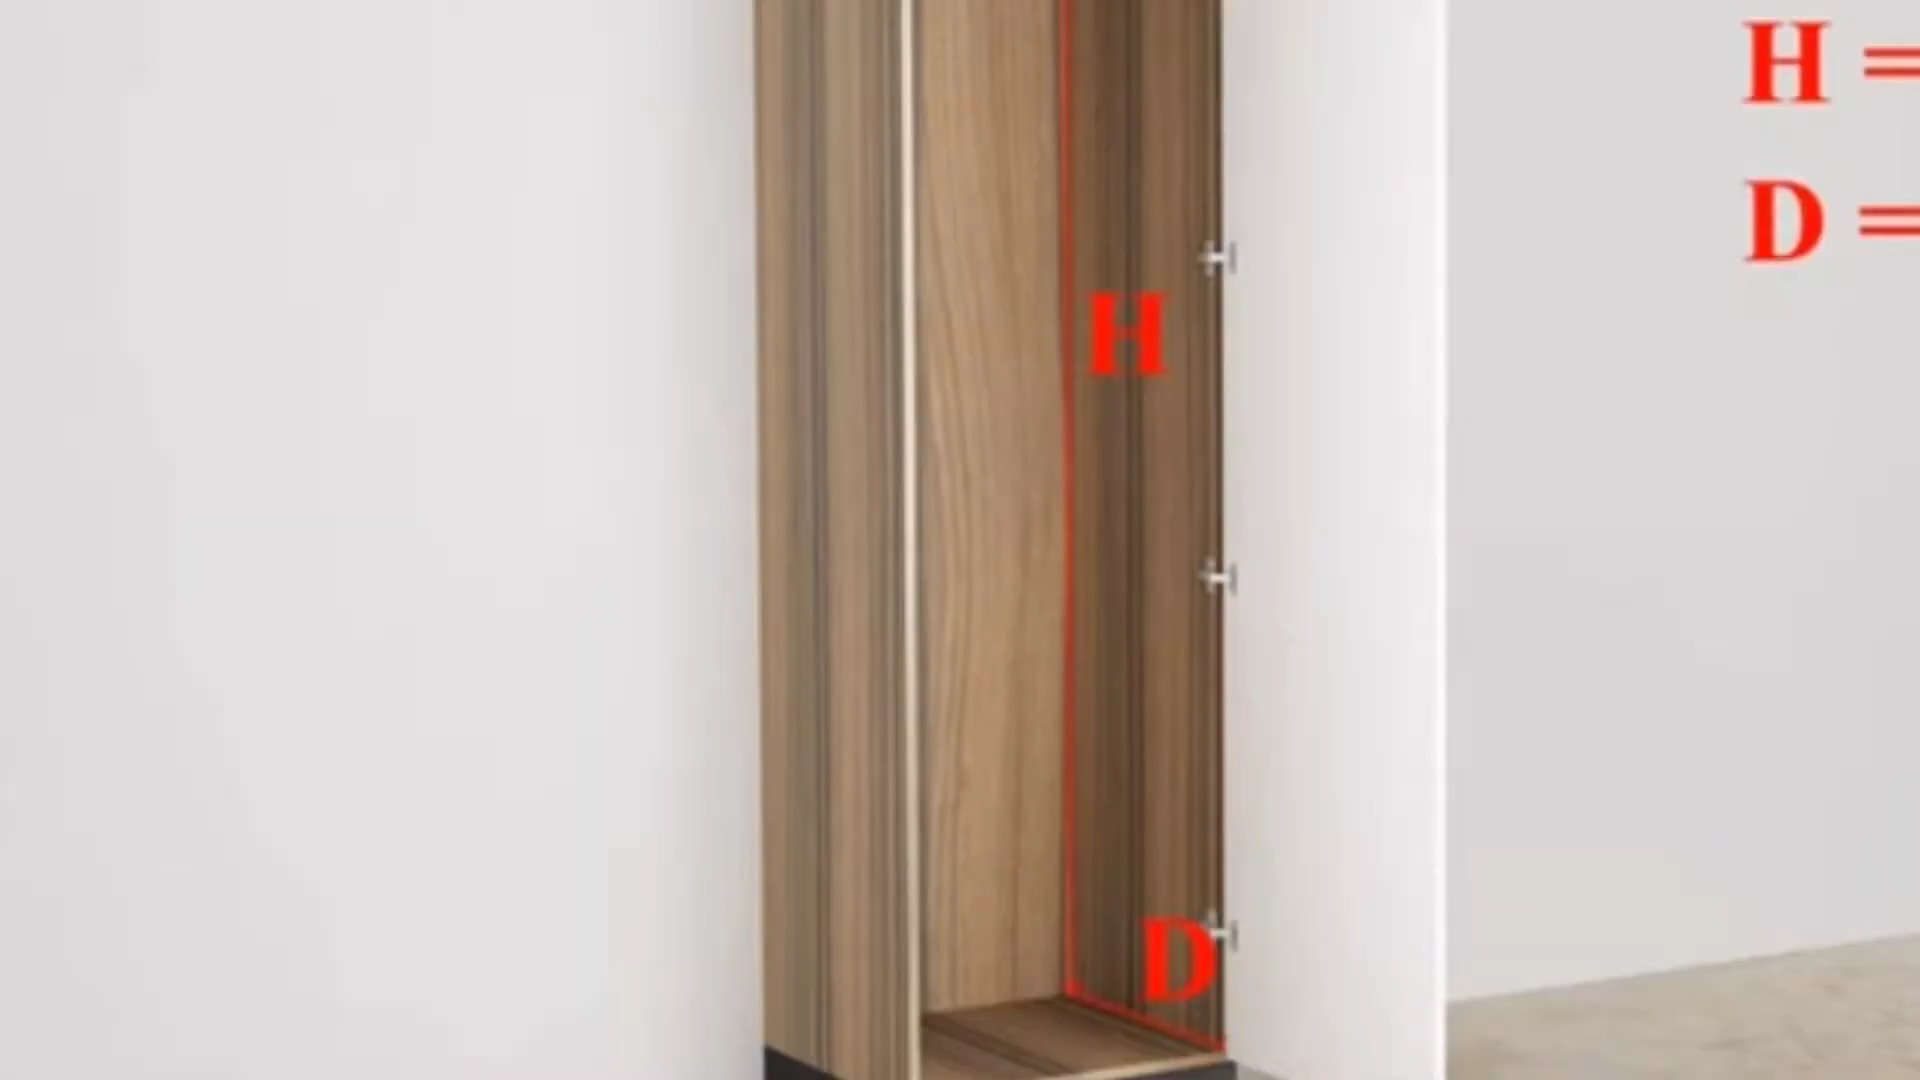 H =
D =
H
D